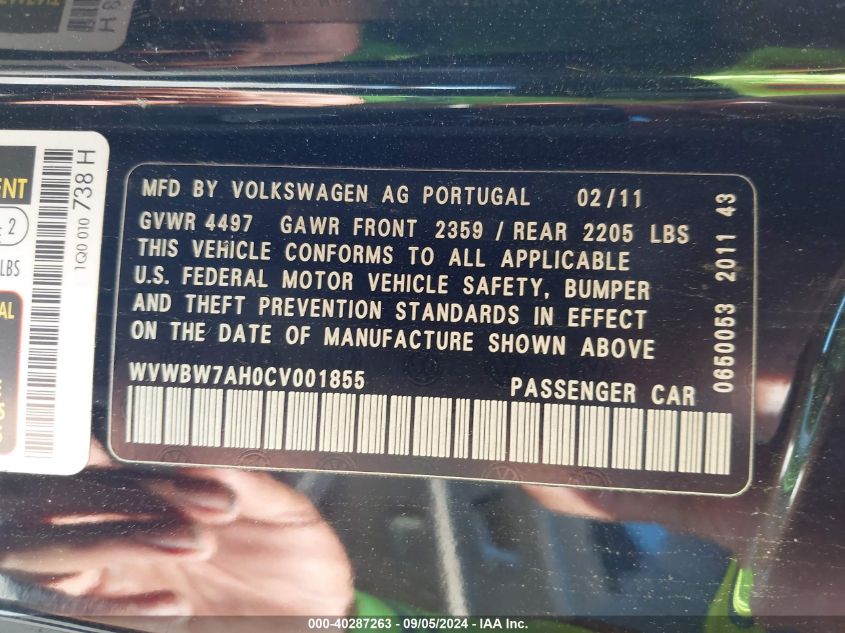 MFD BY VOLKSWAGEN AG PORTUGAL 02/11
GVWR 4497 GAWR FRONT 2359 / REAR 2205 LBS
THIS VEHICLE CONFORMS TO ALL APPLICABLE
U.S. FEDERAL MOTOR VEHICLE SAFETY, BUMPER
AND THEFT PREVENTION STANDARDS IN EFFECT
ON THE DATE OF MANUFACTURE SHOWN ABOVE
WVWBW7AH0CV001855 PASSENGER CAR
0650053 2011 43
1Q0 010 738 H
2
LBS
000-40287263 - 09/05/2024 - IAA Inc.